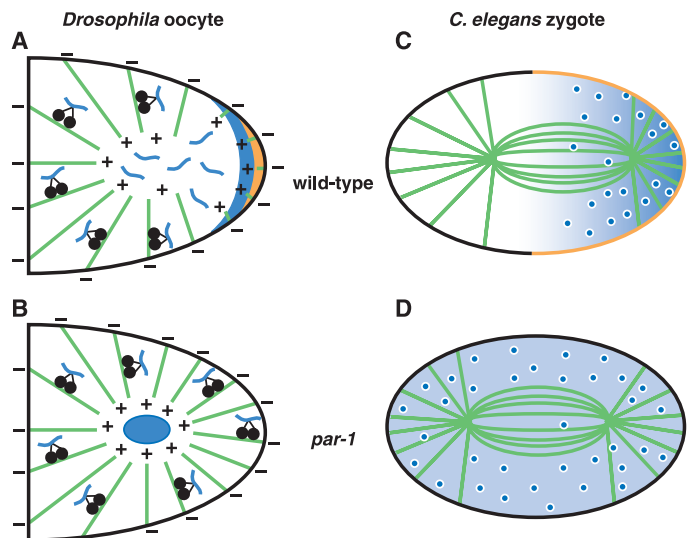 Drosophila oocyte
C. elegans zygote
A
C
wild-type
B
D
par-1